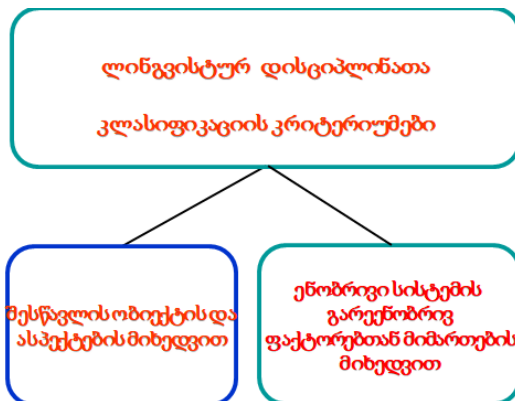 ლინგვისტურ დისციპლინათა
კლასიფიკაციის კრიტერიუმები
შესწავლის ობიექტის და
ასპექტების მიხედვით
ენობრივი სისტემის
გარეენობრივ
ფაქტორებთან მიმართების
მიხედვით